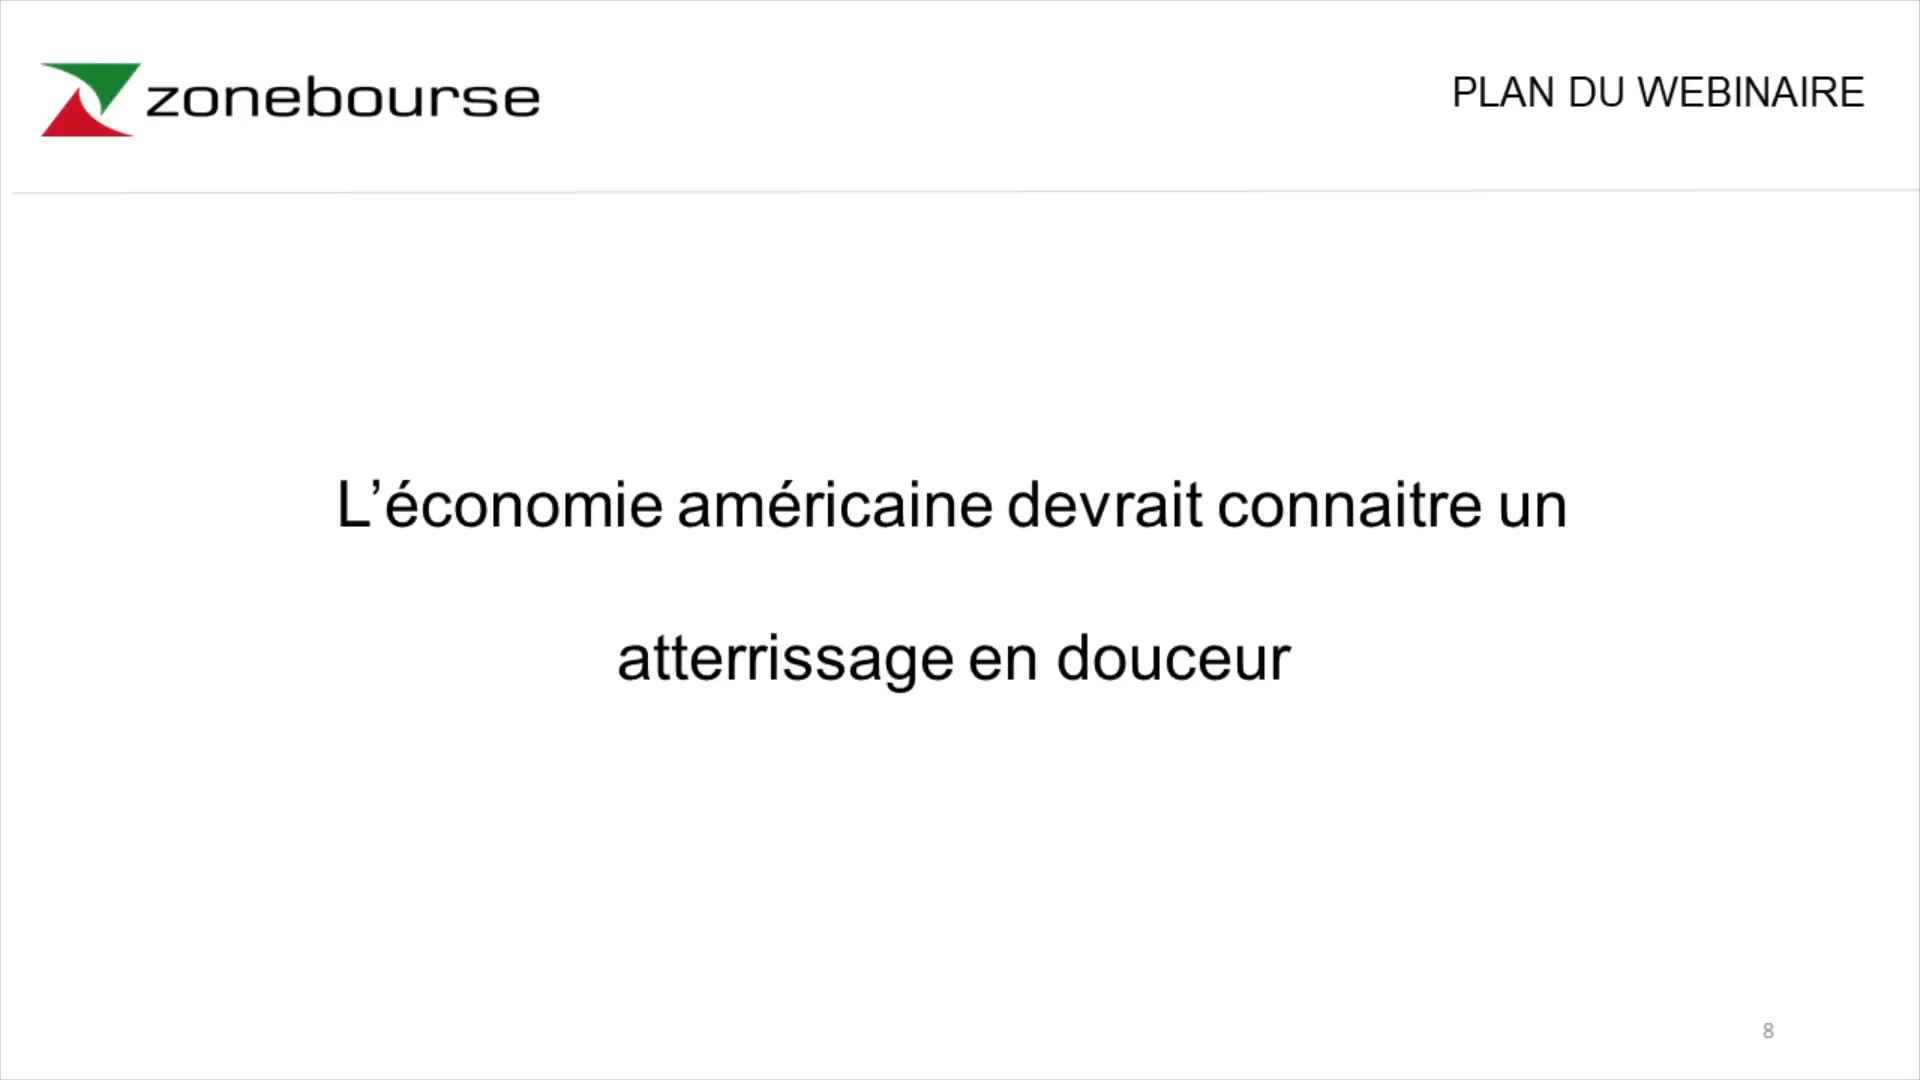 zonebourse
PLAN DU WEBINAIRE
L’économie américaine devrait connaitre un
atterrissage en douceur
8